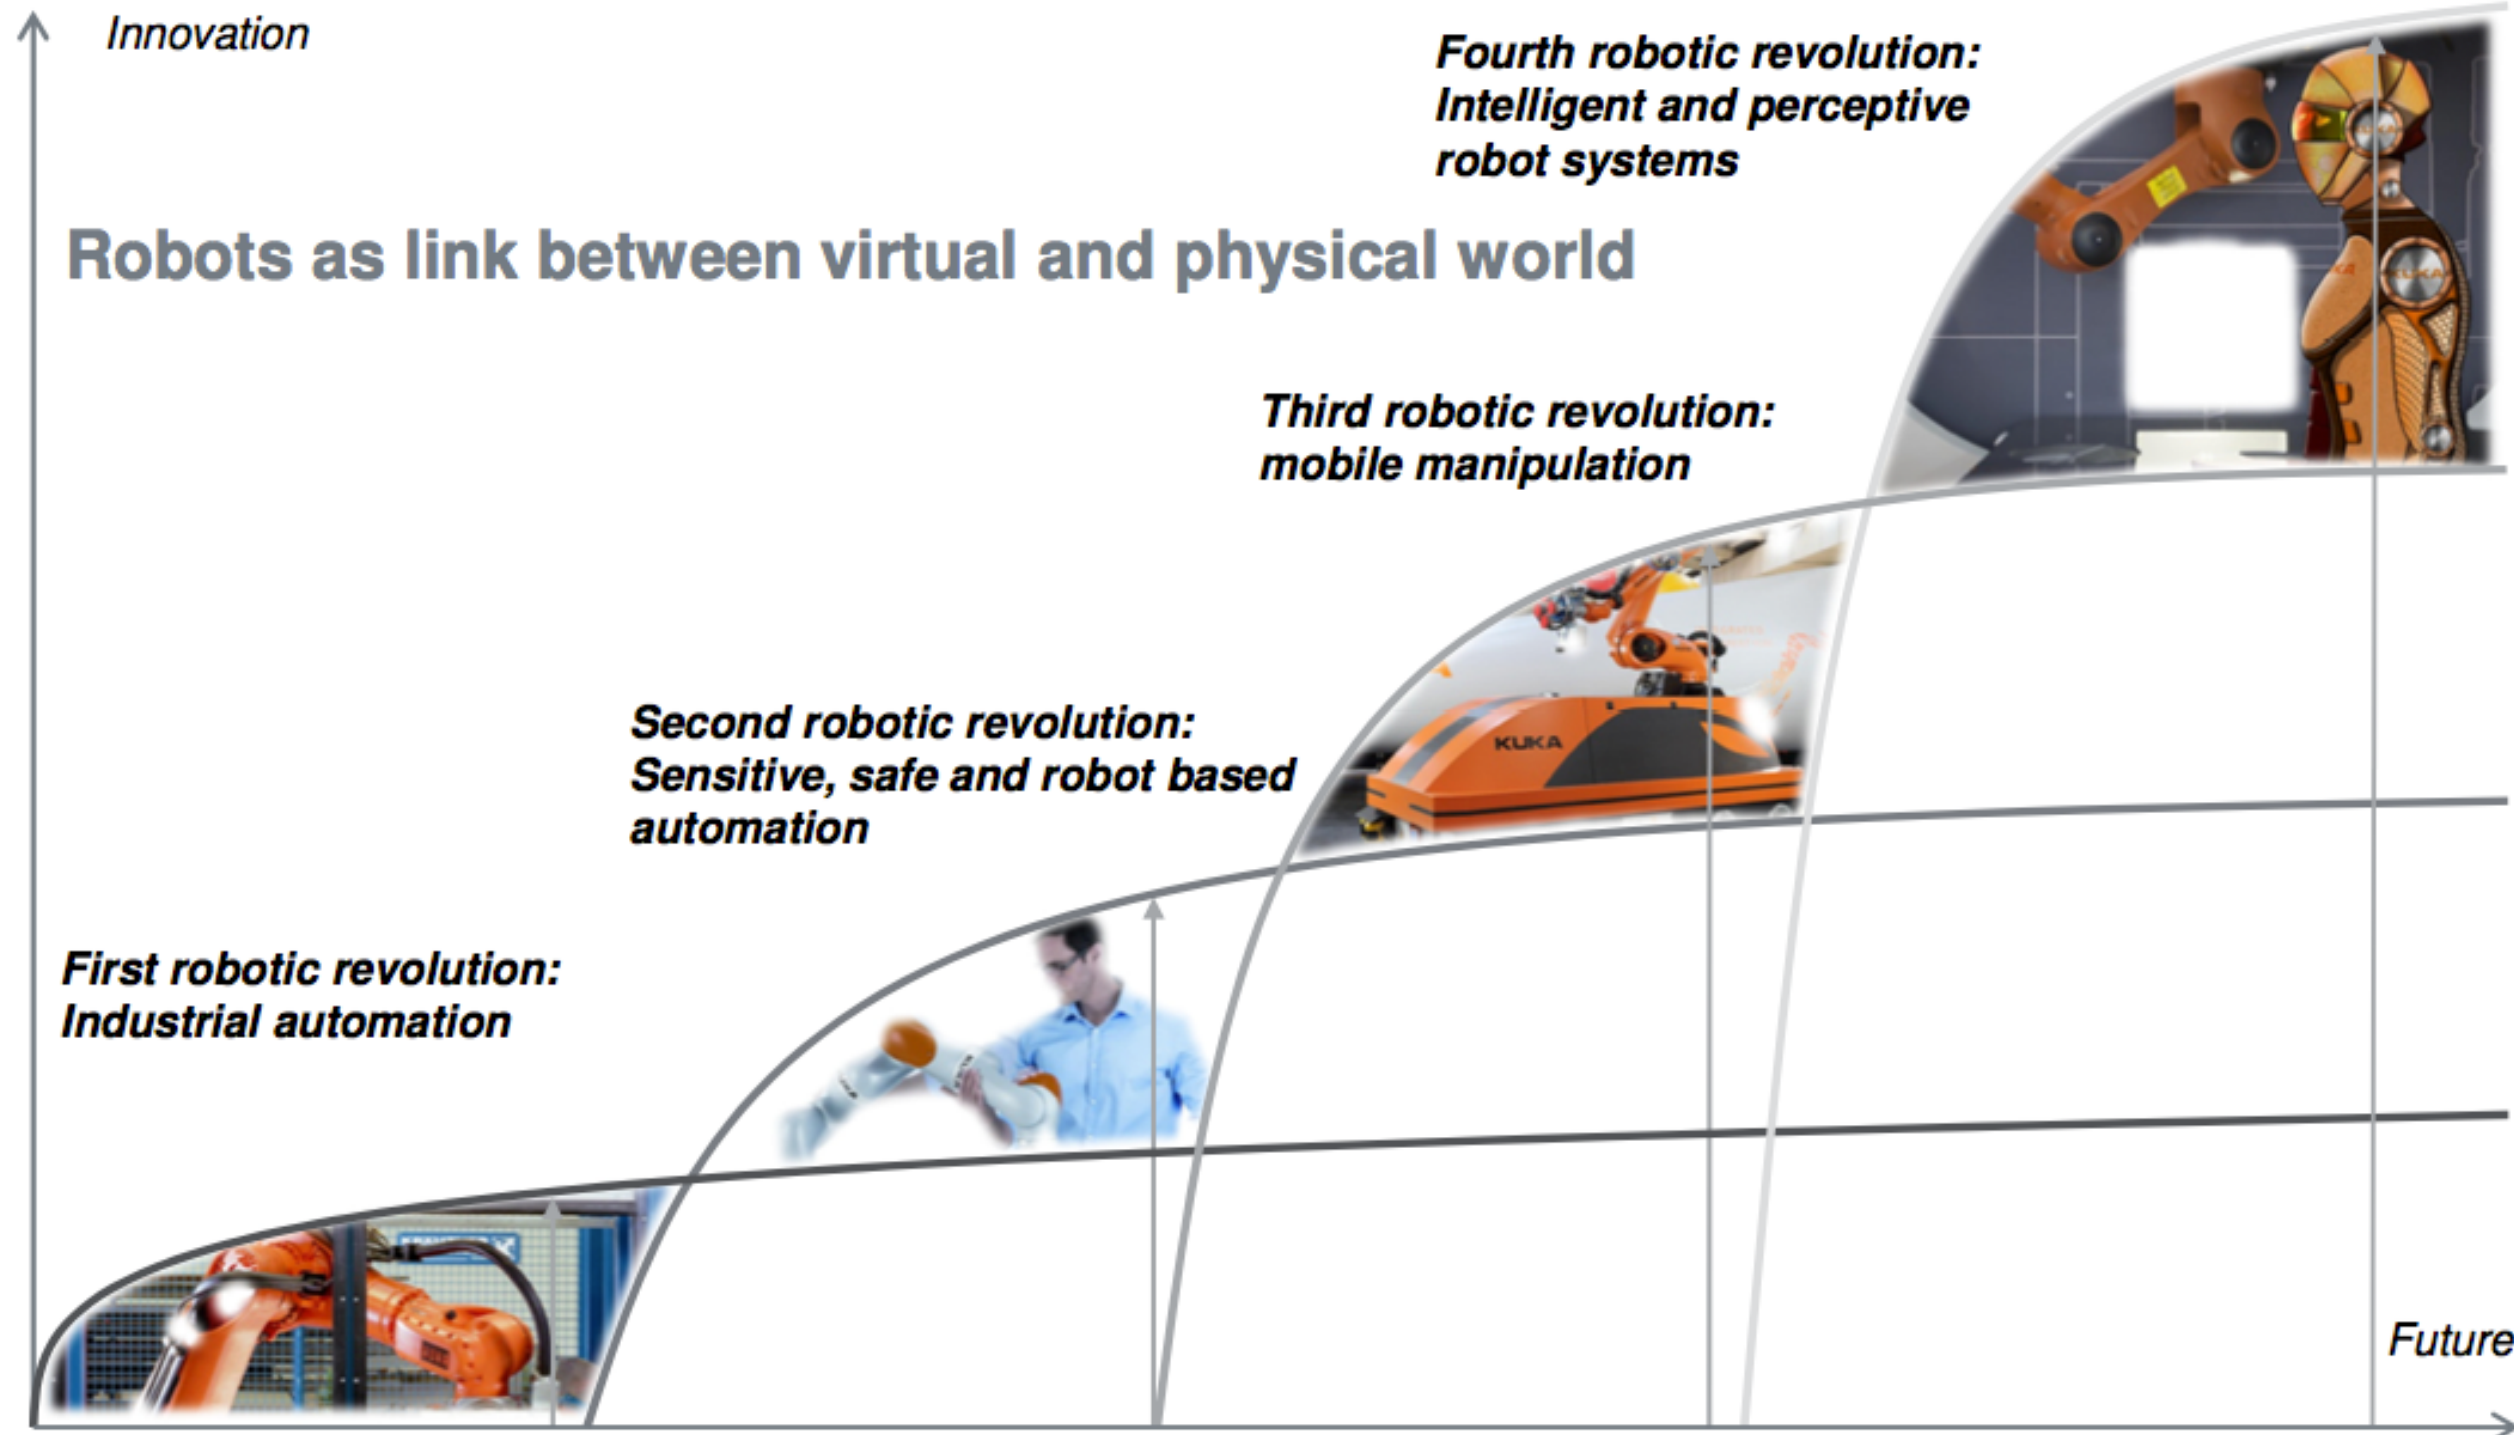 Innovation
Fourth robotic revolution:
Intelligent and perceptive
robot systems
Robots as link between virtual and physical world
Third robotic revolution:
mobile manipulation
KUKA
KUKA
Second robotic revolution:
Sensitive, safe and robot based
automation
First robotic revolution:
Industrial automation
Future